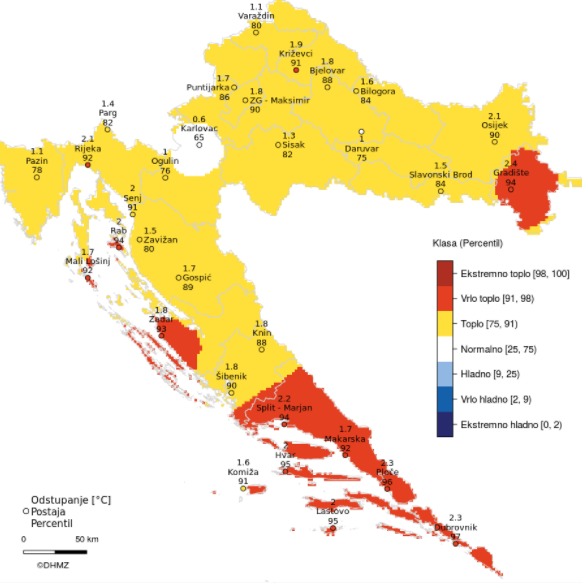 1.1
Varaždin
80
1.9
Križevci
91
1.8
Bjelovar
88
1.7
Puntijarka
86
1.8
ZG - Maksimir
90
1.6
Bilogora
84
1.4
Parg
82
0.6
Karlovac
65
2.1
Osijek
90
1.3
Sisak
82
1
Daruvar
75
2.1
Rijeka
92
1.1
Pazin
78
1
Ogulin
76
1.5
Slavonski Brod
84
2.4
Gradište
94
2
Senj
91
2
Rab
94
1.5
Zavižan
80
1.7
Mali Lošinj
92
1.7
Gospić
89
1.8
Zadar
93
1.8
Knin
88
1.8
Šibenik
90
2.2
Split - Marjan
94
1.7
Makarska
92
2
Hvar
95
1.6
Komiža
91
2.3
Ploče
96
2
Lastovo
95
2.3
Dubrovnik
97
Klasa (Percentil)
Ekstremno toplo [98, 100]
Vrlo toplo [91, 98)
Toplo [75, 91)
Normalno [25, 75)
Hladno [9, 25)
Vrlo hladno [2, 9)
Ekstremno hladno [0, 2)
Odstupanje [°C]
Postaja
Percentil
0 50 km
©DHMZ